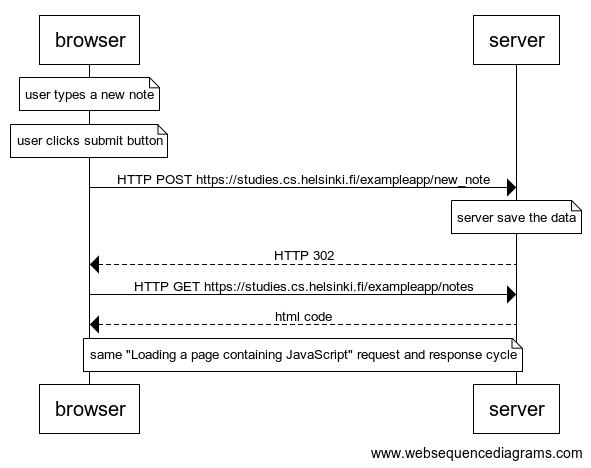 browser server
user types a new note
user clicks submit button
HTTP POST https://studies.cs.helsinki.fi/exampleapp/new_note
server save the data
HTTP 302
HTTP GET https://studies.cs.helsinki.fi/exampleapp/notes
html code
same "Loading a page containing JavaScript" request and response cycle
browser server
www.websequencediagrams.com